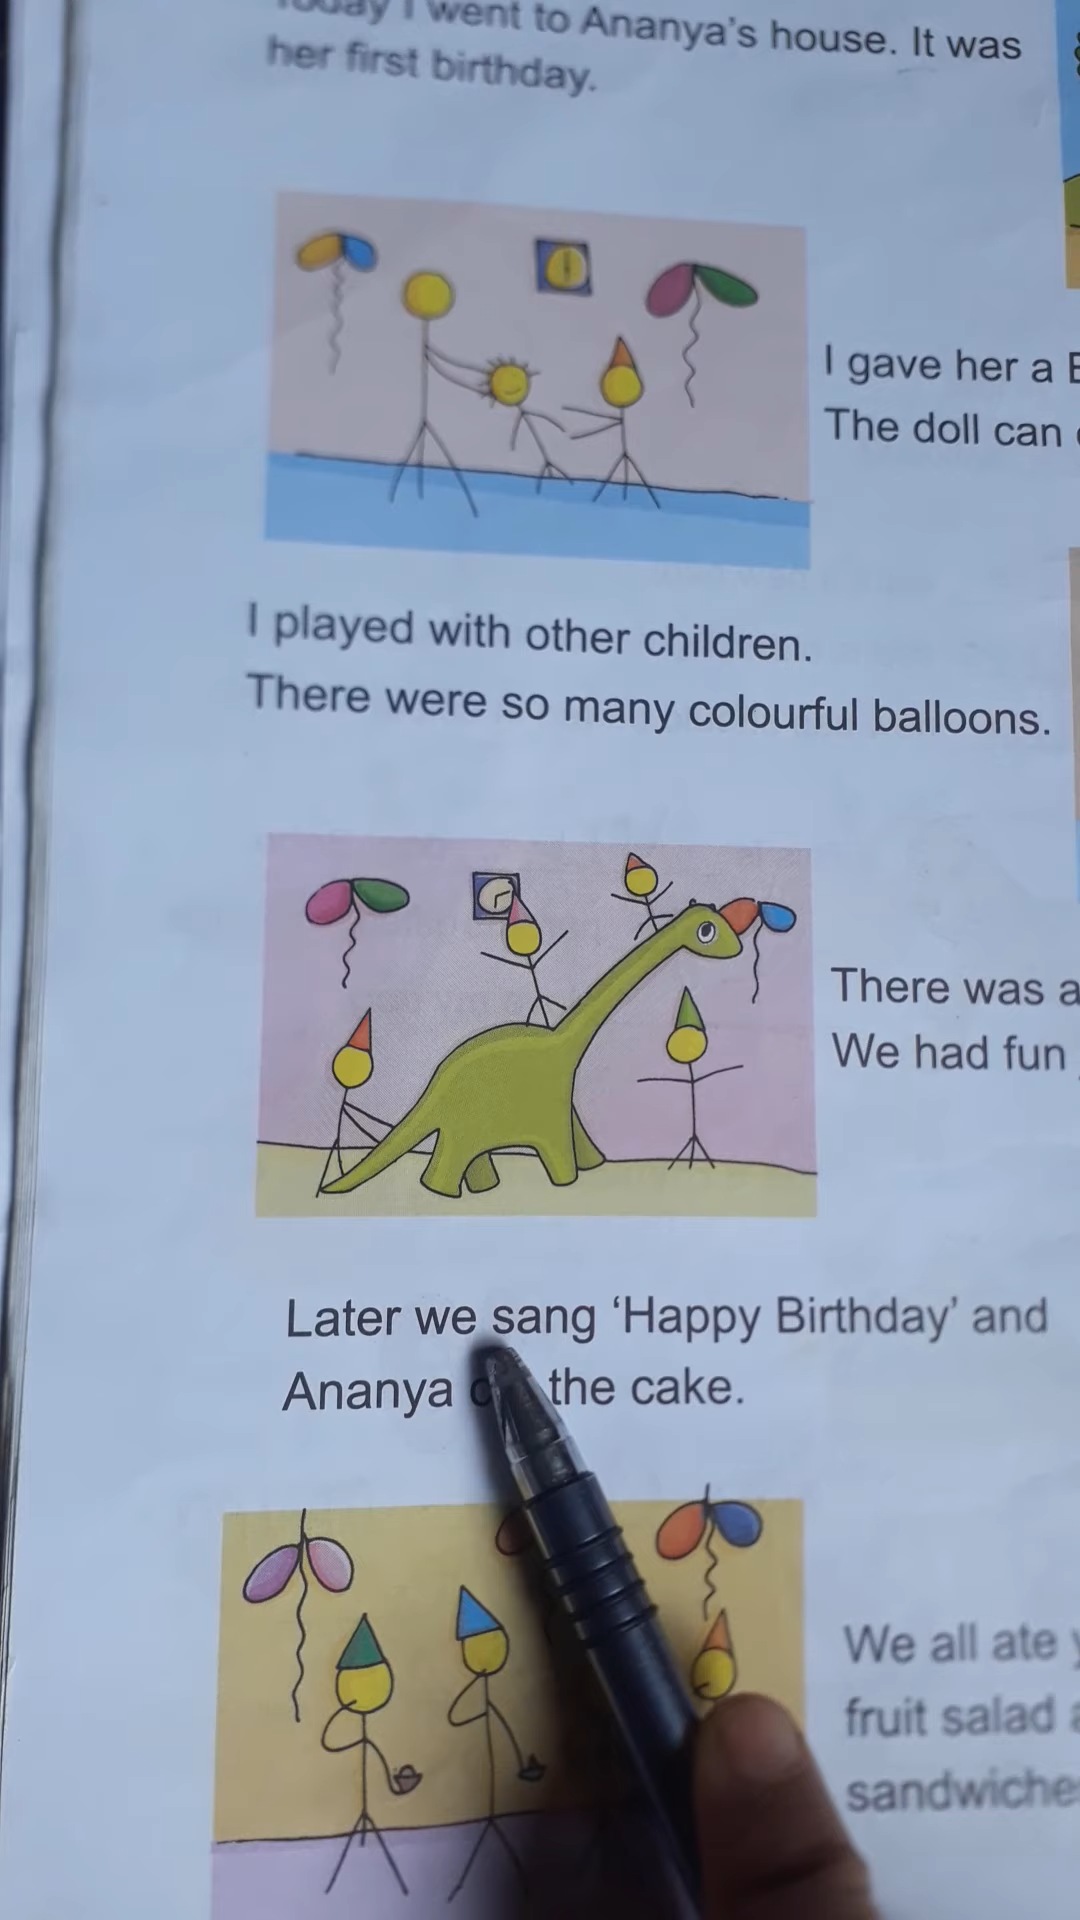 Today I went to Ananya's house. It was
her first birthday.
I gave her a
The doll can
I played with other children.
There were so many colourful balloons.
There was a
We had fun
Later we sang 'Happy Birthday' and
Ananya the cake.
We all ate
fruit salad
sandwiche